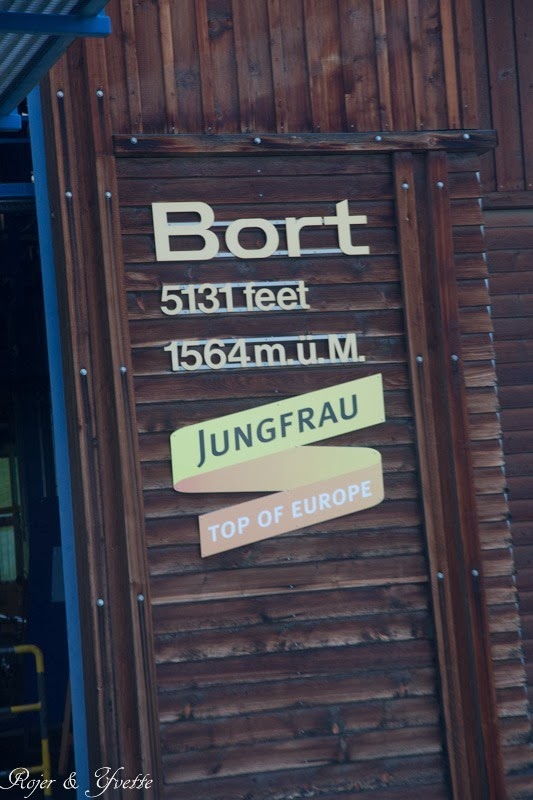 Bort
5131 feet
1564 m.ü.M.
JUNGFRAU
TOP OF EUROPE
Rojer & Yvette